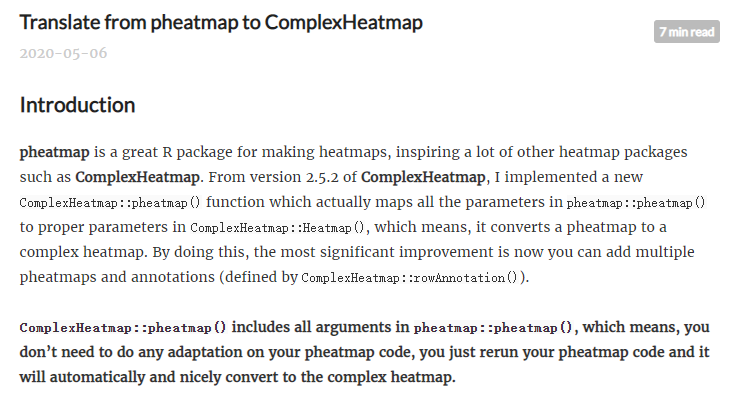 Translate from pheatmap to ComplexHeatmap
7 min read
2020-05-06
Introduction
pheatmap is a great R package for making heatmaps, inspiring a lot of other heatmap packages
such as ComplexHeatmap. From version 2.5.2 of ComplexHeatmap, I implemented a new
ComplexHeatmap::pheatmap() function which actually maps all the parameters in pheatmap::pheatmap()
to proper parameters in ComplexHeatmap::Heatmap(), which means, it converts a pheatmap to a
complex heatmap. By doing this, the most significant improvement is now you can add multiple
pheatmaps and annotations (defined by ComplexHeatmap::rowAnnotation()).
ComplexHeatmap::pheatmap() includes all arguments in pheatmap::pheatmap(), which means, you
don’t need to do any adaptation on your pheatmap code, you just rerun your pheatmap code and it
will automatically and nicely convert to the complex heatmap.